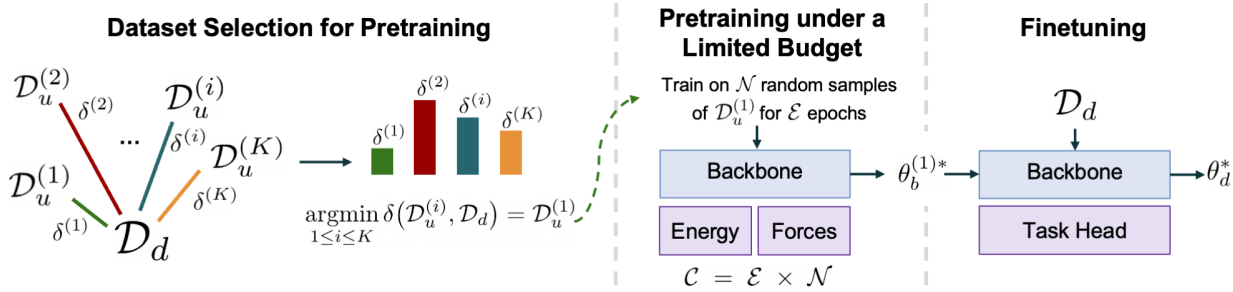 Dataset Selection for Pretraining
𝒟_u^(2)
δ^(2)
...
𝒟_u^(i)
δ^(i)
𝒟_u^(K)
δ^(K)
𝒟_u^(1)
δ^(1)
𝒟_d
δ^(1)
δ^(2)
δ^(i)
δ^(K)
argmin δ(𝒟_u^(i), 𝒟_d) = 𝒟_u^(1)
1≤i≤K
Pretraining under a
Limited Budget
Train on 𝒩 random samples
of 𝒟_u^(1) for ℰ epochs
Backbone
θ_b^(1)*
Energy
Forces
𝒞 = ℰ × 𝒩
Finetuning
𝒟_d
Backbone
θ_d^*
Task Head